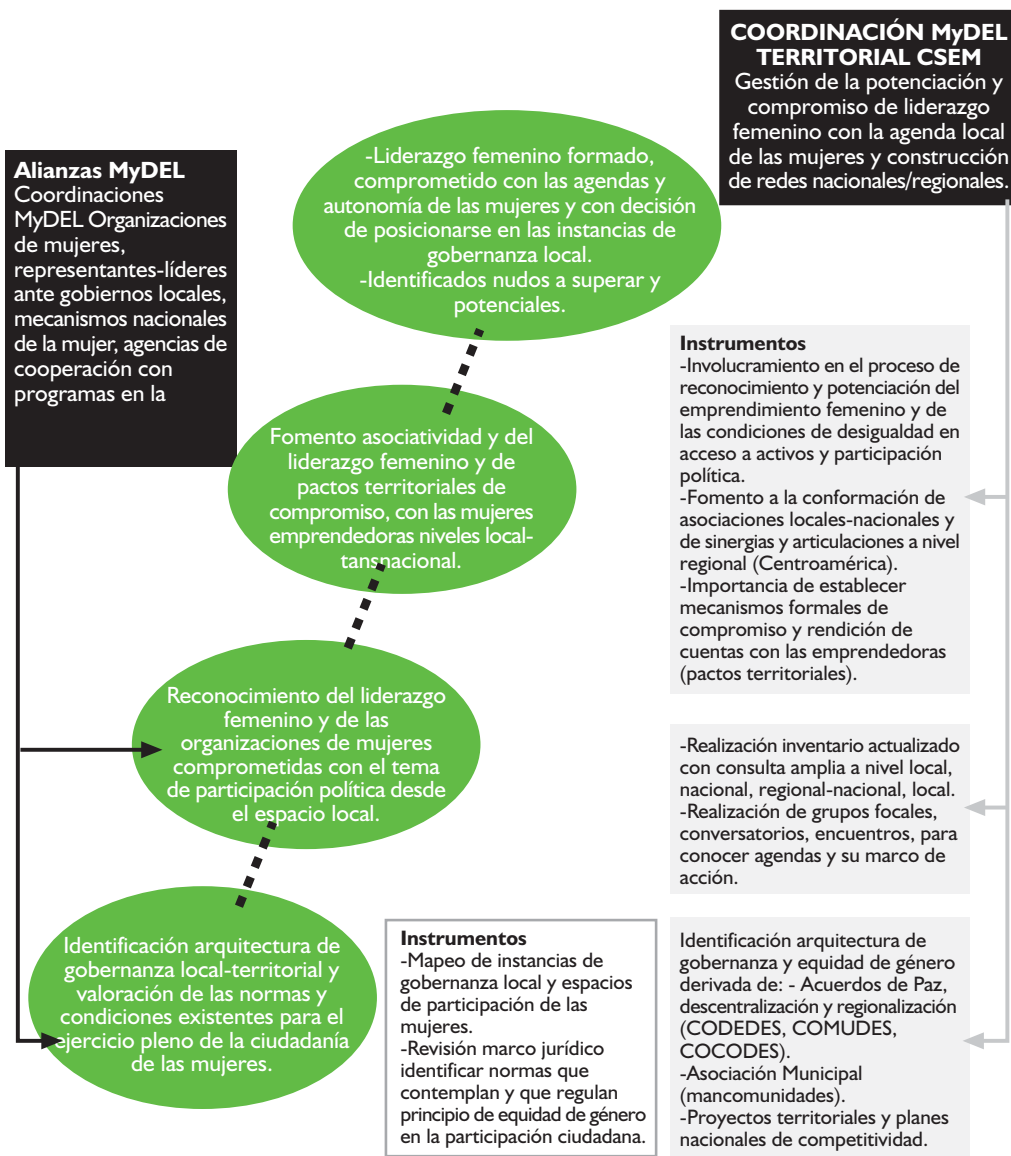 COORDINACIÓN MyDEL
TERRITORIAL CSEM
Gestión de la potenciación y
compromiso de liderazgo
femenino con la agenda local
de las mujeres y construcción
de redes nacionales/regionales.
Alianzas MyDEL
Coordinaciones
MyDEL Organizaciones
de mujeres,
representantes-líderes
ante gobiernos locales,
mecanismos nacionales
de la mujer, agencias de
cooperación con
programas en la
-Liderazgo femenino formado,
comprometido con las agendas y
autonomía de las mujeres y con decisión
de posicionarse en las instancias de
gobernanza local.
-Identificados nudos a superar y
potenciales.
Fomento asociatividad y del
liderazgo femenino y de
pactos territoriales de
compromiso, con las mujeres
emprendedoras niveles local-
tansnacional.
Instrumentos
-Involucramiento en el proceso de
reconocimiento y potenciación del
emprendimiento femenino y de
las condiciones de desigualdad en
acceso a activos y participación
política.
-Fomento a la conformación de
asociaciones locales-nacionales y
de sinergias y articulaciones a nivel
regional (Centroamérica).
-Importancia de establecer
mecanismos formales de
compromiso y rendición de
cuentas con las emprendedoras
(pactos territoriales).
Reconocimiento del liderazgo
femenino y de las
organizaciones de mujeres
comprometidas con el tema
de participación política desde
el espacio local.
-Realización inventario actualizado
con consulta amplia a nivel local,
nacional, regional-nacional, local.
-Realización de grupos focales,
conversatorios, encuentros, para
conocer agendas y su marco de
acción.
Identificación arquitectura de
gobernanza local-territorial y
valoración de las normas y
condiciones existentes para el
ejercicio pleno de la ciudadanía
de las mujeres.
Instrumentos
-Mapeo de instancias de
gobernanza local y espacios
de participación de las
mujeres.
-Revisión marco jurídico
identificar normas que
contemplan y que regulan
principio de equidad de género
en la participación ciudadana.
Identificación arquitectura de
gobernanza y equidad de género
derivada de: - Acuerdos de Paz,
descentralización y regionalización
(CODEDES, COMUDES,
COCODES).
-Asociación Municipal
(mancomunidades).
-Proyectos territoriales y planes
nacionales de competitividad.